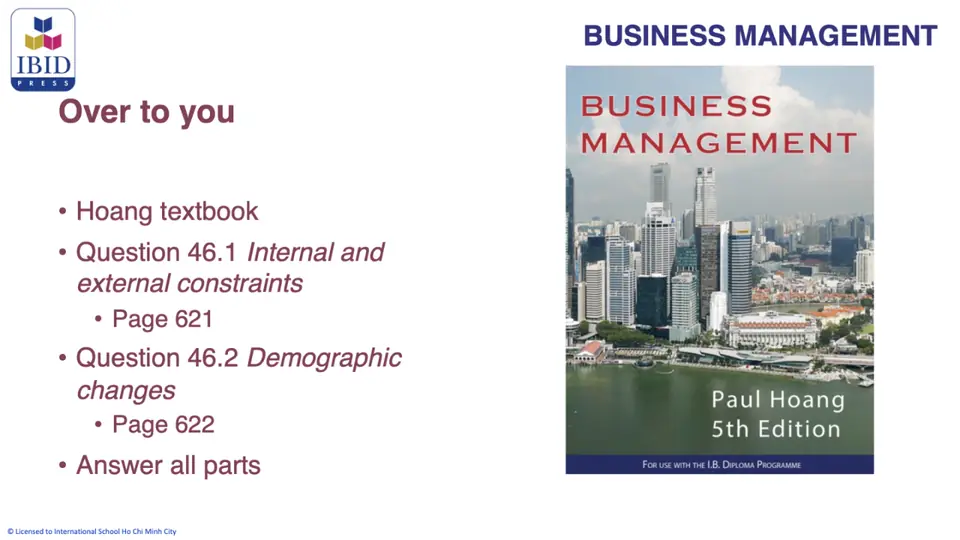 IBID
PRESS
BUSINESS MANAGEMENT
Over to you
• Hoang textbook
• Question 46.1 Internal and
external constraints
• Page 621
• Question 46.2 Demographic
changes
• Page 622
• Answer all parts
BUSINESS
MANAGEMENT
Paul Hoang
5th Edition
FOR USE WITH THE I.B. DIPLOMA PROGRAMME
© Licensed to International School Ho Chi Minh City